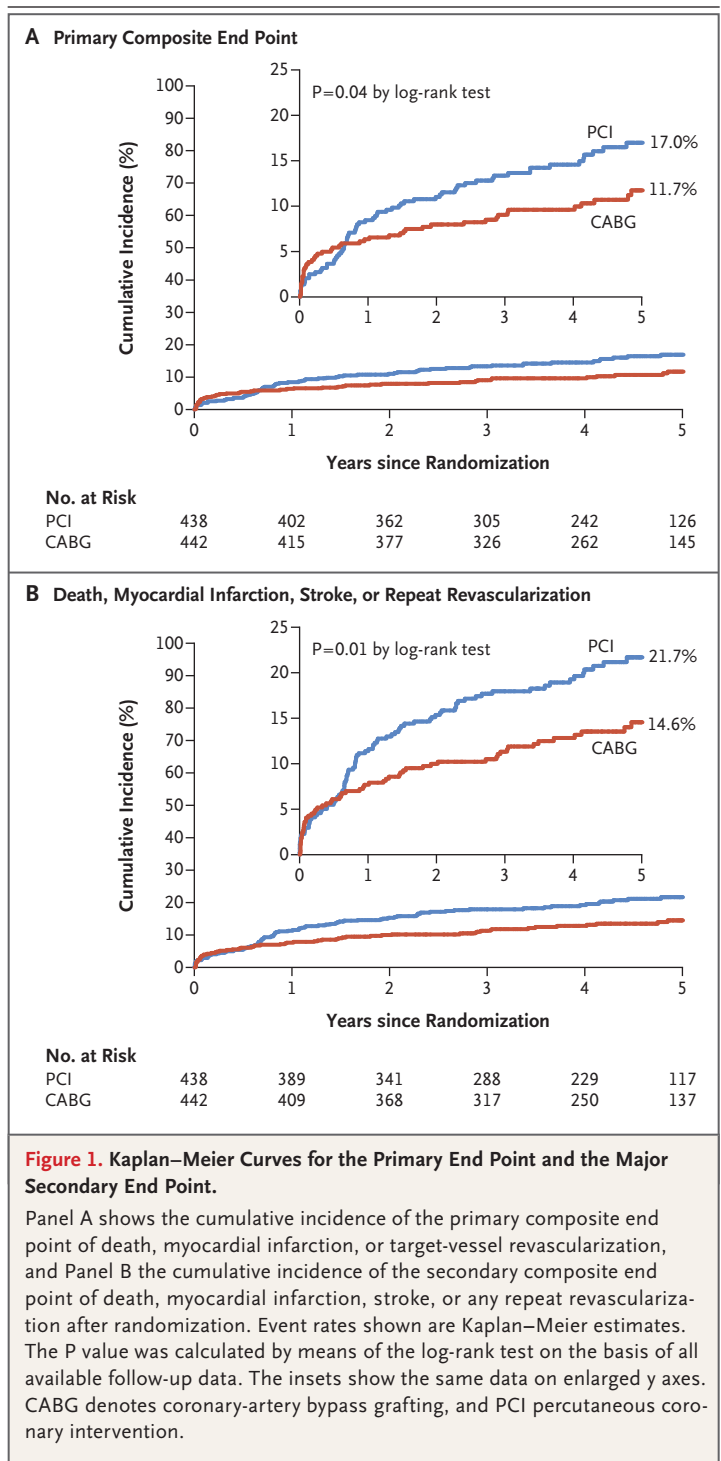 A Primary Composite End Point
Cumulative Incidence (%)
100
90
80
70
60
50
40
30
20
10
0
25
20
15
10
5
0
P=0.04 by log-rank test
PCI
17.0%
11.7%
CABG
0 1 2 3 4 5
0 1 2 3 4 5
Years since Randomization
No. at Risk
PCI 438 402 362 305 242 126
CABG 442 415 377 326 262 145
B Death, Myocardial Infarction, Stroke, or Repeat Revascularization
Cumulative Incidence (%)
100
90
80
70
60
50
40
30
20
10
0
25
20
15
10
5
0
P=0.01 by log-rank test
PCI
21.7%
14.6%
CABG
0 1 2 3 4 5
0 1 2 3 4 5
Years since Randomization
No. at Risk
PCI 438 389 341 288 229 117
CABG 442 409 368 317 250 137
Figure 1. Kaplan–Meier Curves for the Primary End Point and the Major
Secondary End Point.
Panel A shows the cumulative incidence of the primary composite end
point of death, myocardial infarction, or target-vessel revascularization,
and Panel B the cumulative incidence of the secondary composite end
point of death, myocardial infarction, stroke, or any repeat revasculariza-
tion after randomization. Event rates shown are Kaplan–Meier estimates.
The P value was calculated by means of the log-rank test on the basis of all
available follow-up data. The insets show the same data on enlarged y axes.
CABG denotes coronary-artery bypass grafting, and PCI percutaneous coro-
nary intervention.